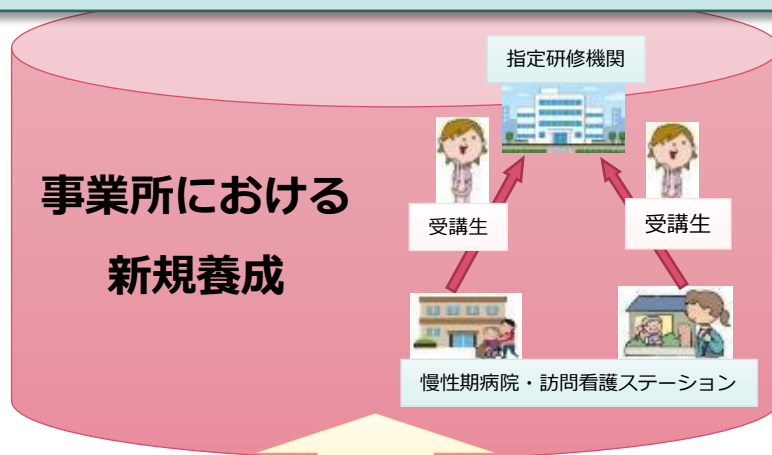 指定研修機関
事業所における
新規養成
受講生
受講生
慢性期病院・訪問看護ステーション